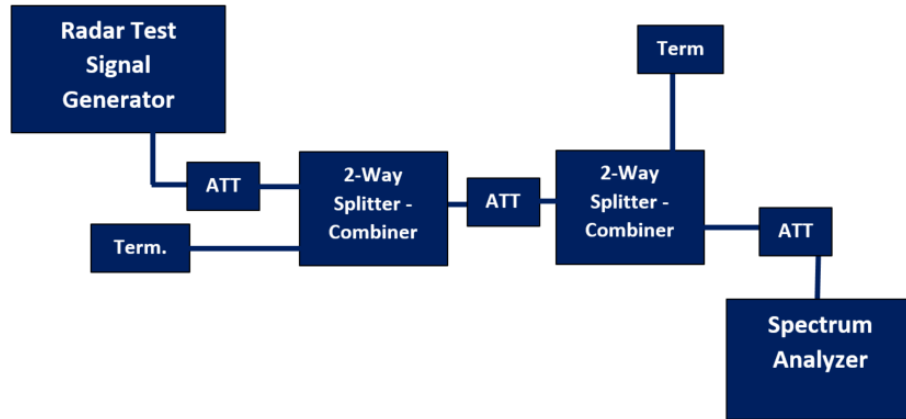 Radar Test
Signal
Generator
Term
ATT
2-Way
Splitter -
Combiner
ATT
2-Way
Splitter -
Combiner
ATT
Term.
Spectrum
Analyzer